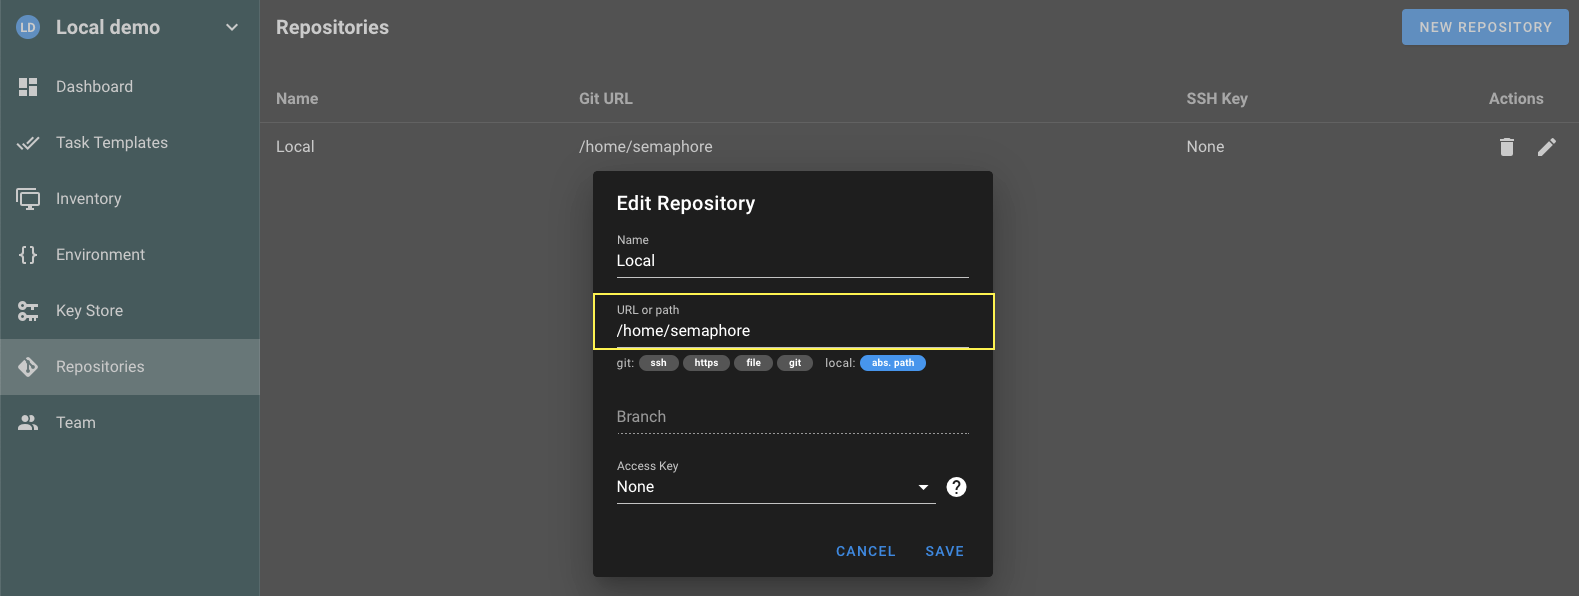 LD Local demo
Dashboard
Task Templates
Inventory
Environment
Key Store
Repositories
Team
Repositories
NEW REPOSITORY
Name Git URL SSH Key Actions
Local /home/semaphore None
Edit Repository
Name
Local
URL or path
/home/semaphore
git: ssh https file git local: abs. path
Branch
Access Key
None
?
CANCEL SAVE